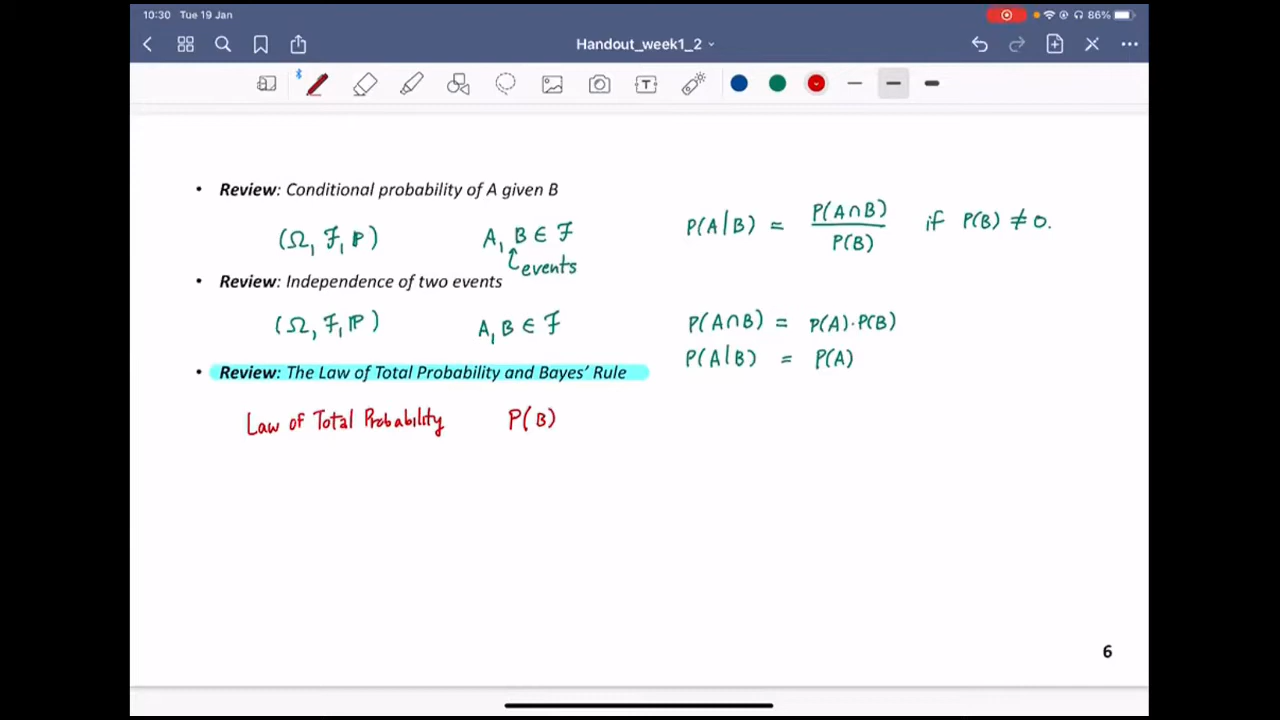 10:30 Tue 19 Jan 86%
Handout_week1_2
T
• Review: Conditional probability of A given B
(Ω, ℱ, ℙ) A, B ∈ ℱ P(A|B) = P(A∩B) / P(B) if P(B) ≠ 0.
events
• Review: Independence of two events
(Ω, ℱ, ℙ) A, B ∈ ℱ P(A∩B) = P(A)·P(B)
P(A|B) = P(A)
• Review: The Law of Total Probability and Bayes' Rule
Law of Total Probability P(B)
6